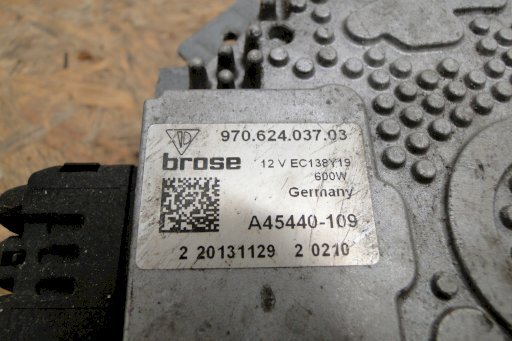 970.624.037.03
brose 12 V EC138Y19
600W
Germany
A45440-109
2 20131129 2 0210